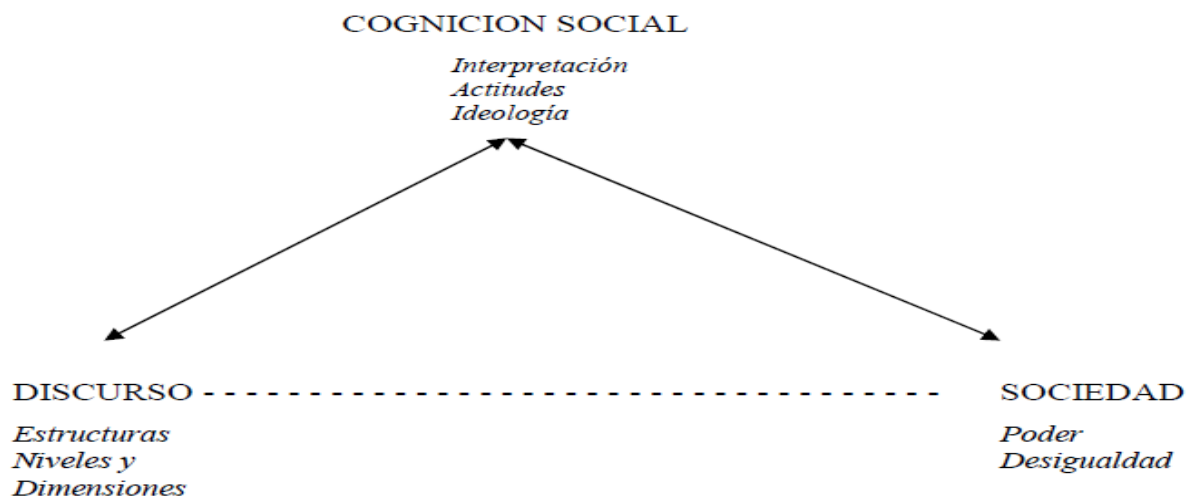 COGNICION SOCIAL
Interpretación
Actitudes
Ideología
DISCURSO - - - - - - - - - - - - - - - - - - - - - - - - - - - - - - - - - - - SOCIEDAD
Estructuras
Niveles y
Dimensiones
Poder
Desigualdad